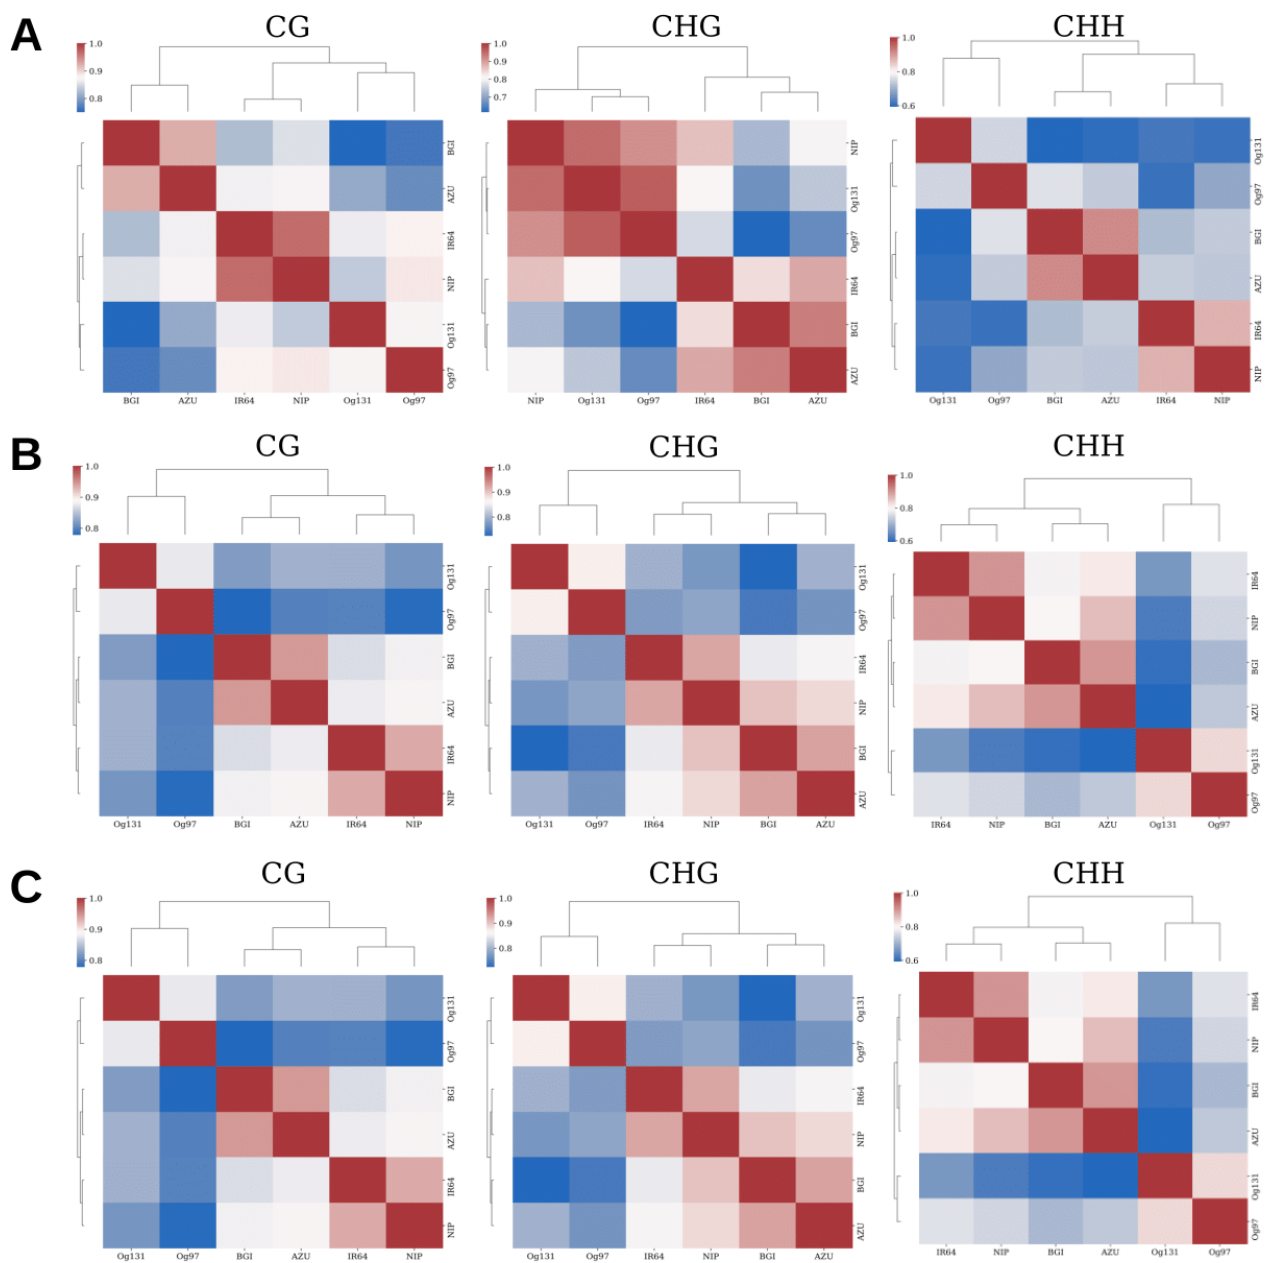 A
CG
CHG
CHH
1.0
0.9
0.8
1.0
0.9
0.8
0.7
1.0
0.8
0.6
BGI
AZU
IR64
NIP
Og131
Og97
NIP
Og131
Og97
IR64
BGI
AZU
Og131
Og97
BGI
AZU
IR64
NIP
BGI AZU IR64 NIP Og131 Og97
NIP Og131 Og97 IR64 BGI AZU
Og131 Og97 BGI AZU IR64 NIP
B
CG
CHG
CHH
1.0
0.9
0.8
1.0
0.9
0.8
1.0
0.8
0.6
Og131
Og97
BGI
AZU
IR64
NIP
Og131
Og97
IR64
NIP
BGI
AZU
IR64
NIP
BGI
AZU
Og131
Og97
Og131 Og97 BGI AZU IR64 NIP
Og131 Og97 IR64 NIP BGI AZU
IR64 NIP BGI AZU Og131 Og97
C
CG
CHG
CHH
1.0
0.9
0.8
1.0
0.9
0.8
1.0
0.8
0.6
Og131
Og97
BGI
AZU
IR64
NIP
Og131
Og97
IR64
NIP
BGI
AZU
IR64
NIP
BGI
AZU
Og131
Og97
Og131 Og97 BGI AZU IR64 NIP
Og131 Og97 IR64 NIP BGI AZU
IR64 NIP BGI AZU Og131 Og97